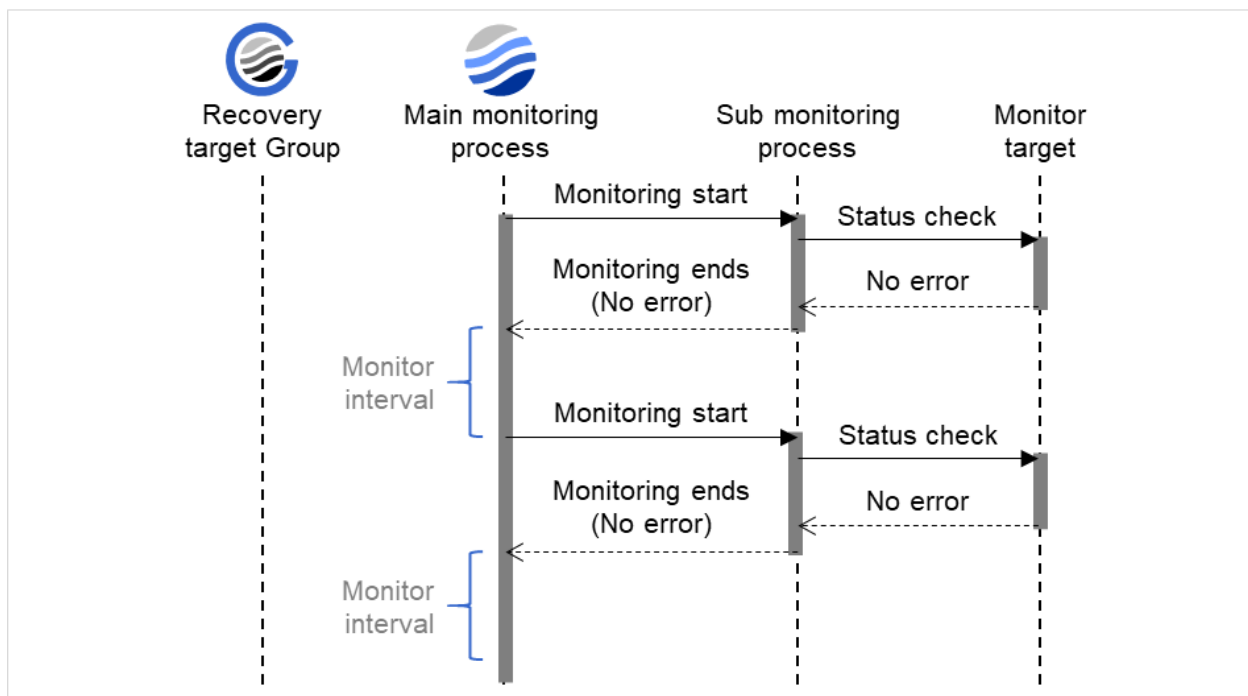 Recovery
target Group
Main monitoring
process
Sub monitoring
process
Monitor
target
Monitoring start
Status check
Monitoring ends
(No error)
No error
Monitor
interval
Monitoring start
Status check
Monitoring ends
(No error)
No error
Monitor
interval